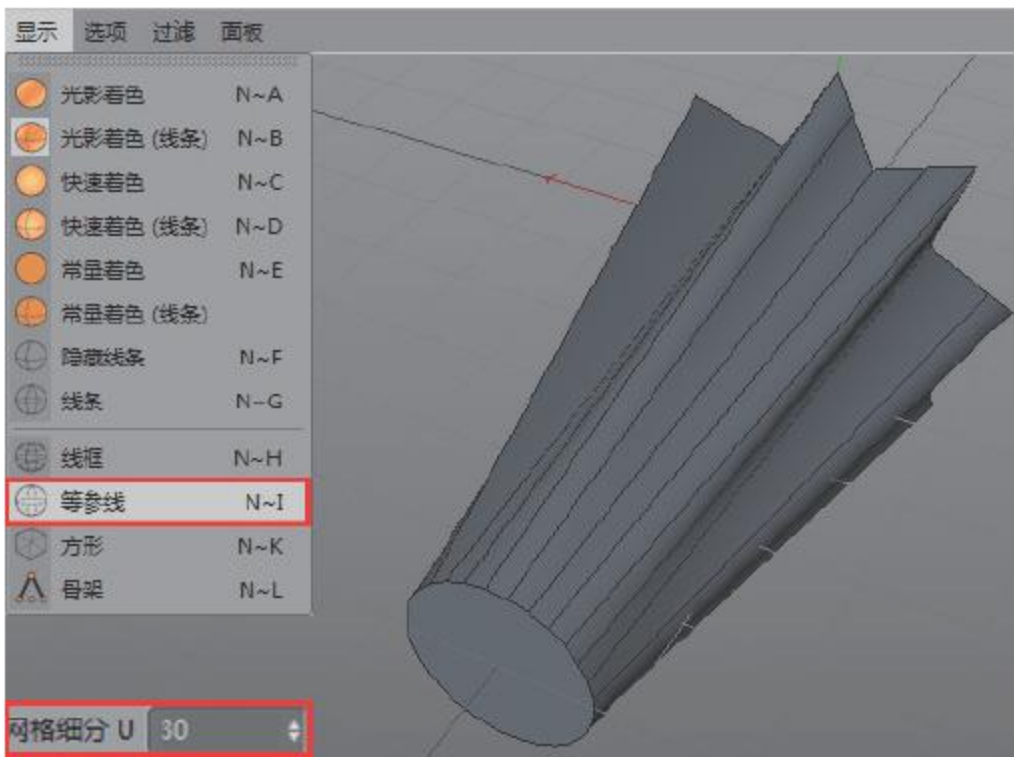 显示 选项 过滤 面板
光影着色 N~A
光影着色 (线条) N~B
快速着色 N~C
快速着色 (线条) N~D
常量着色 N~E
常量着色 (线条)
隐藏线条 N~F
线条 N~G
线框 N~H
等参线 N~I
方形 N~K
骨架 N~L
网格细分 U 30